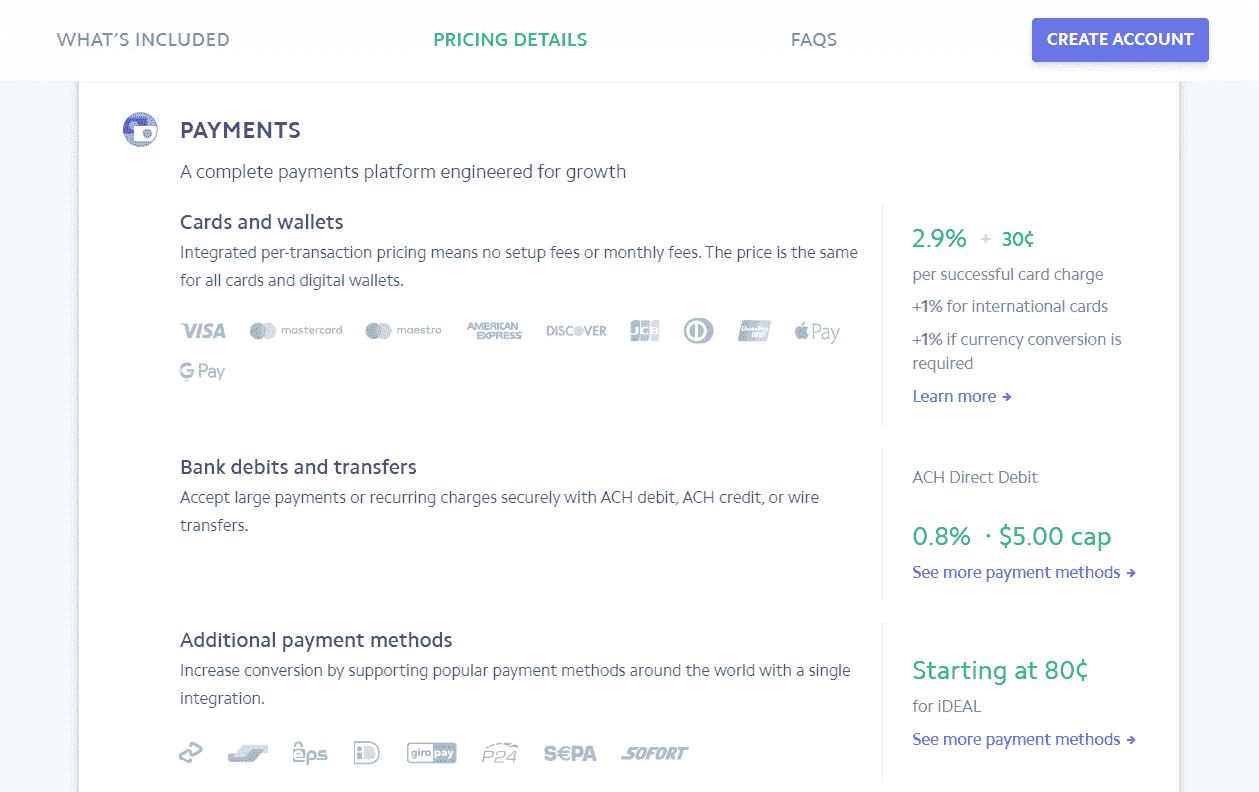 WHAT'S INCLUDED
PRICING DETAILS
FAQS
CREATE ACCOUNT
PAYMENTS
A complete payments platform engineered for growth
Cards and wallets
Integrated per-transaction pricing means no setup fees or monthly fees. The price is the same
for all cards and digital wallets.
VISA mastercard maestro AMERICAN EXPRESS DISCOVER JCB UnionPay Pay
G Pay
2.9% + 30¢
per successful card charge
+1% for international cards
+1% if currency conversion is
required
Learn more →
Bank debits and transfers
Accept large payments or recurring charges securely with ACH debit, ACH credit, or wire
transfers.
ACH Direct Debit
0.8% · $5.00 cap
See more payment methods →
Additional payment methods
Increase conversion by supporting popular payment methods around the world with a single
integration.
eps iD giropay P24 S€PA SOFORT
Starting at 80¢
for iDEAL
See more payment methods →